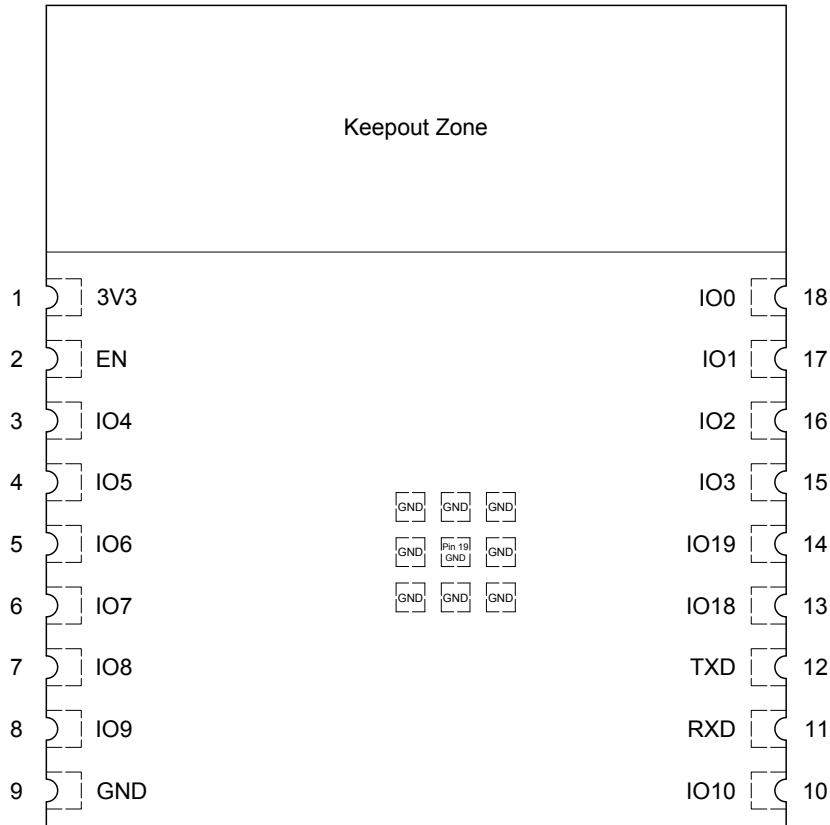 Keepout Zone
1 3V3 IO0 18
2 EN IO1 17
3 IO4 IO2 16
4 IO5 IO3 15
GND GND GND
5 IO6 IO19 14
GND Pin 19 GND GND
6 IO7 IO18 13
GND GND GND
7 IO8 TXD 12
8 IO9 RXD 11
9 GND IO10 10